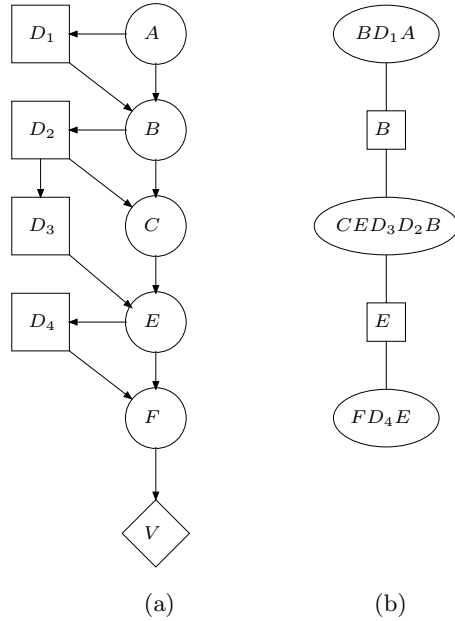 D₁ A BD₁A
D₂ B B
D₃ C CED₃D₂B
D₄ E E
F FD₄E
V
(a) (b)